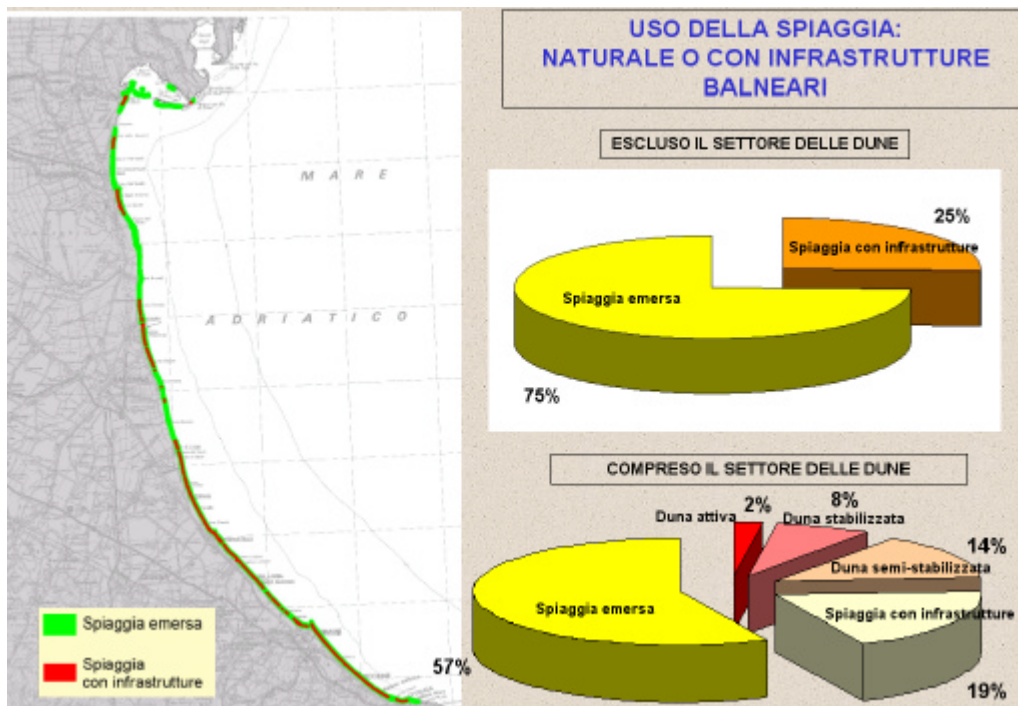 USO DELLA SPIAGGIA:
NATURALE O CON INFRASTRUTTURE
BALNEARI
ESCLUSO IL SETTORE DELLE DUNE
25%
Spiaggia con infrastrutture
Spiaggia emersa
75%
COMPRESO IL SETTORE DELLE DUNE
2%
8%
Duna attiva
Duna stabilizzata
14%
Duna semi-stabilizzata
Spiaggia emersa
Spiaggia con infrastrutture
57%
19%
MARE
ADRIATICO
Spiaggia emersa
Spiaggia
con infrastrutture